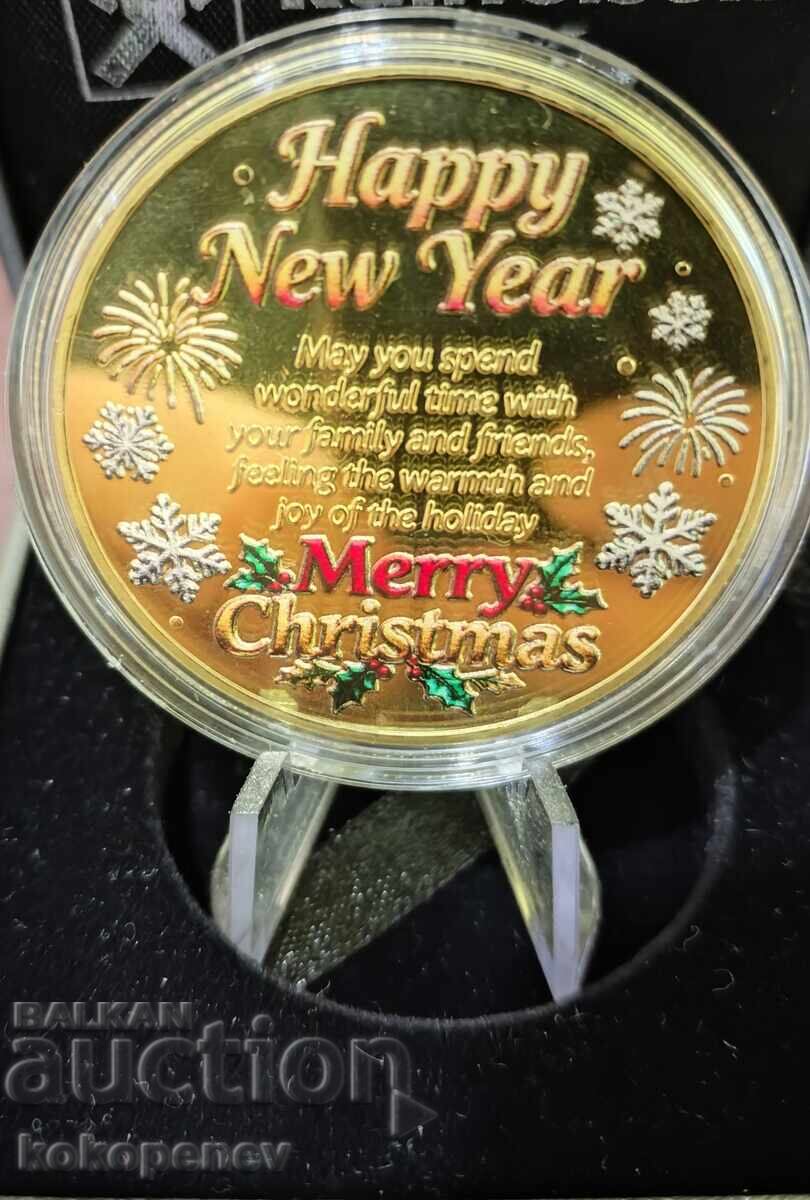 Happy
New Year
May you spend
wonderful time with
your family and friends,
feeling the warmth and
joy of the holiday
Merry
Christmas
BALKAN
auction
kokopenev